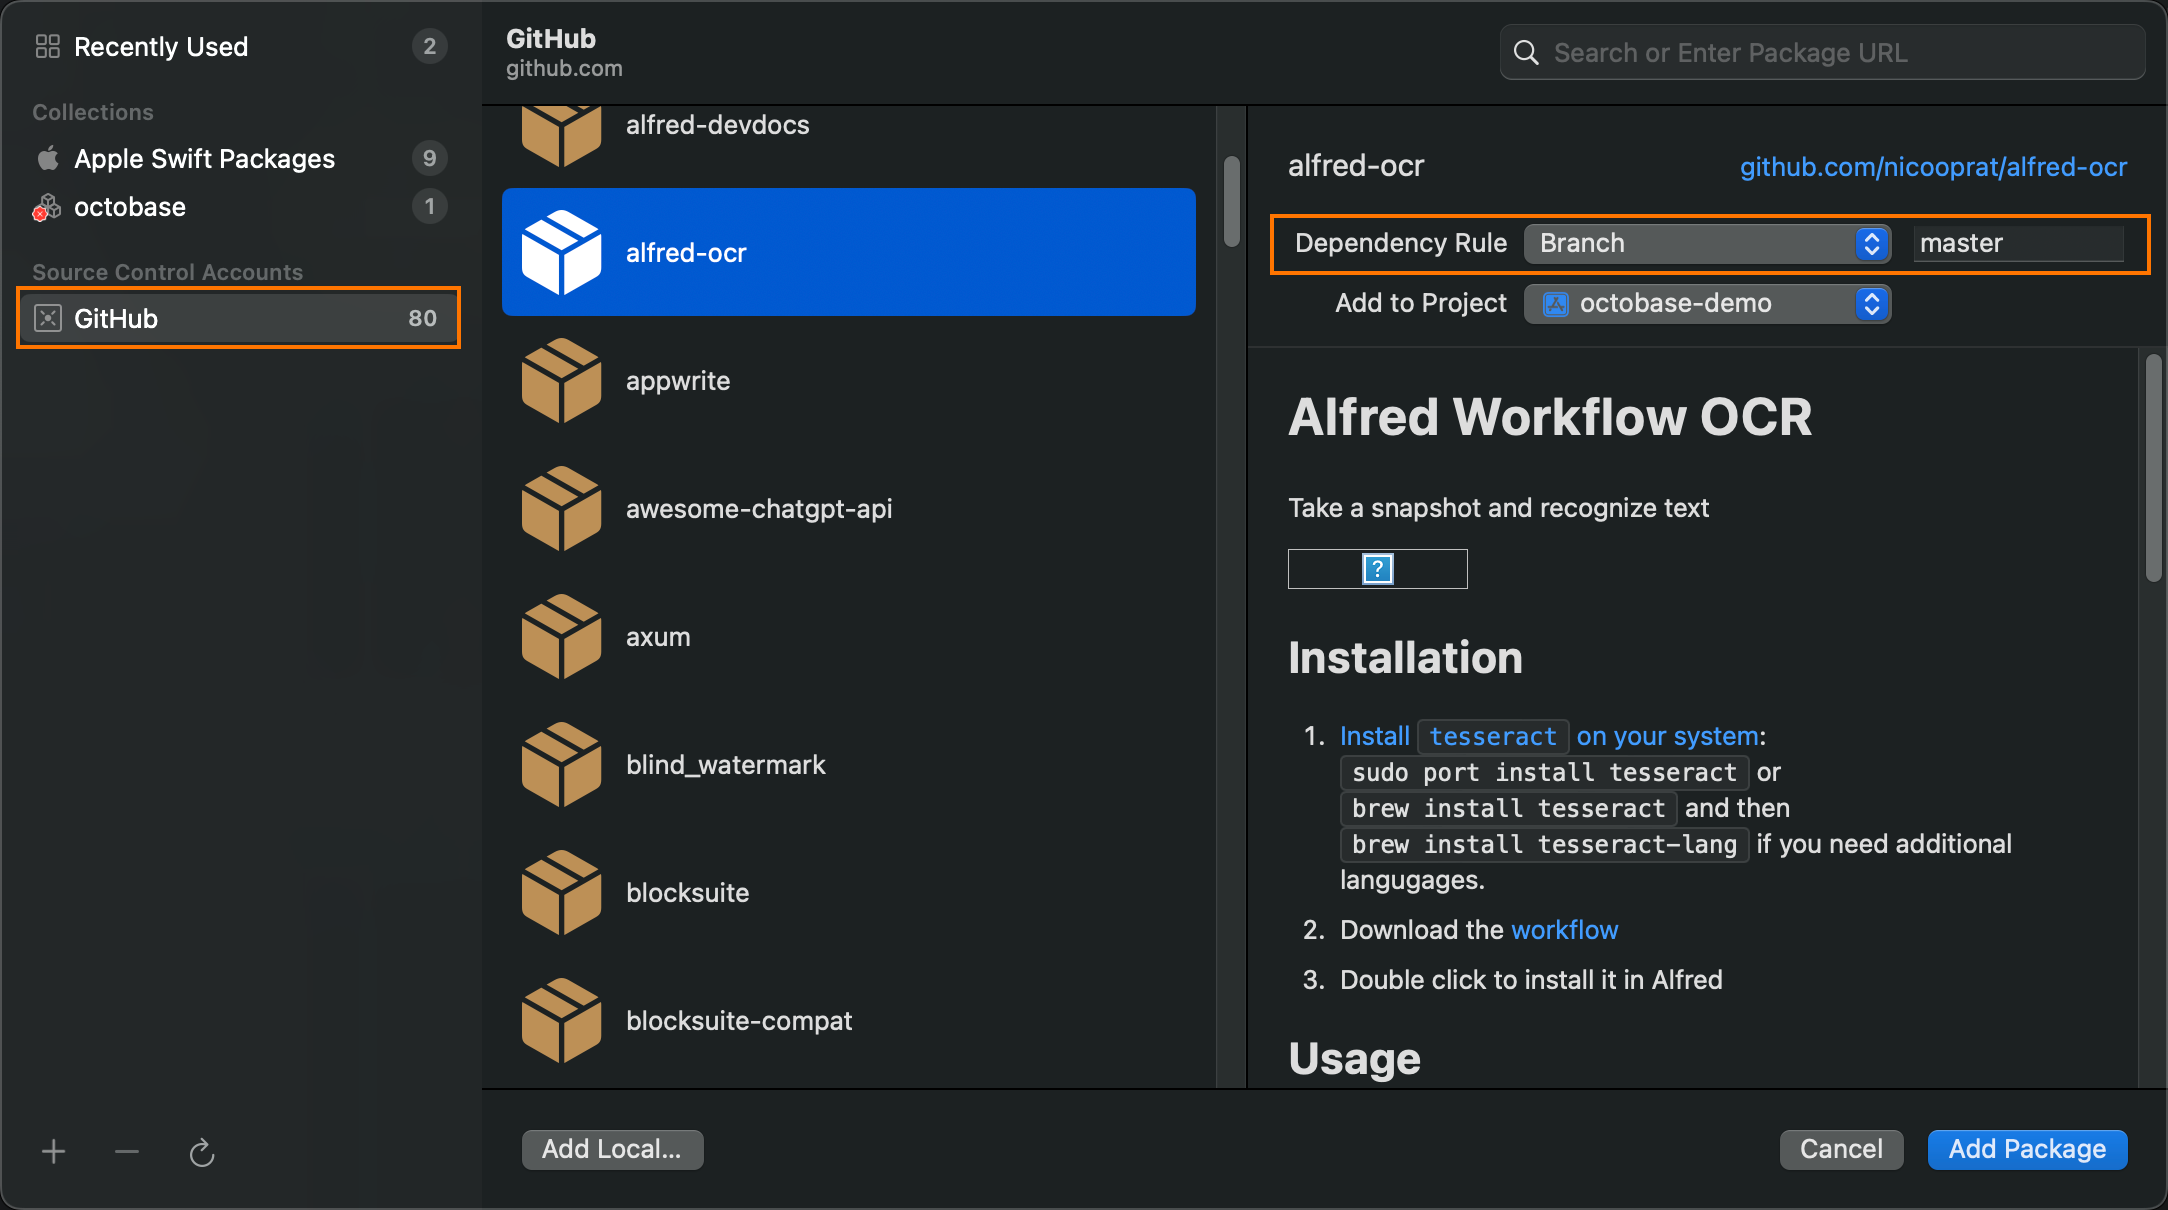 Recently Used 2
Collections
Apple Swift Packages 9
octobase 1
Source Control Accounts
GitHub 80
GitHub
github.com
Search or Enter Package URL
alfred-devdocs
alfred-ocr
appwrite
awesome-chatgpt-api
axum
blind_watermark
blocksuite
blocksuite-compat
alfred-ocr github.com/nicooprat/alfred-ocr
Dependency Rule Branch master
Add to Project octobase-demo
Alfred Workflow OCR
Take a snapshot and recognize text
?
Installation
1. Install tesseract on your system:
sudo port install tesseract or
brew install tesseract and then
brew install tesseract-lang if you need additional
langugages.
2. Download the workflow
3. Double click to install it in Alfred
Usage
Add Local...
Cancel
Add Package